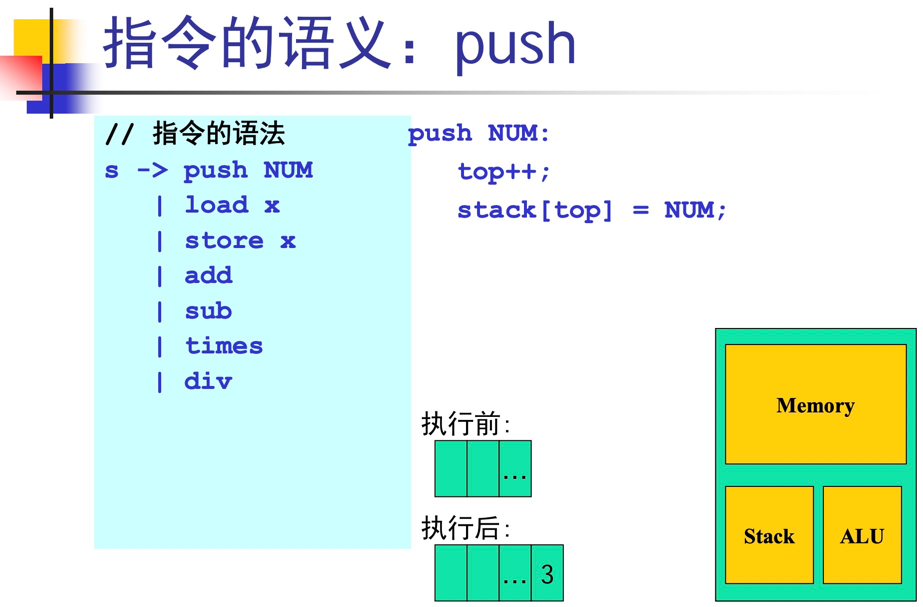 指令的语义：push
// 指令的语法
s -> push NUM
| load x
| store x
| add
| sub
| times
| div
push NUM:
top++;
stack[top] = NUM;
执行前:
...
执行后:
... 3
Memory
Stack
ALU